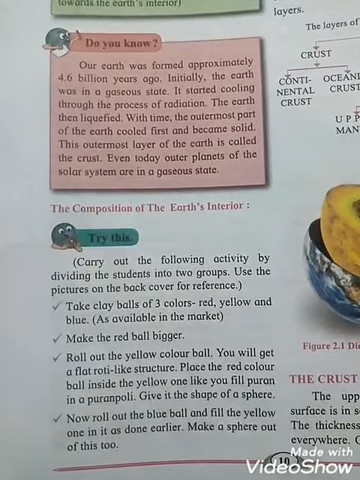 towards the earth's interior)
Do you know?
Our earth was formed approximately
4.6 billion years ago. Initially, the earth
was in a gaseous state. It started cooling
through the process of radiation. The earth
then liquefied. With time, the outermost part
of the earth cooled first and became solid.
This outermost layer of the earth is called
the crust. Even today outer planets of the
solar system are in a gaseous state.
The Composition of The Earth's Interior :
Try this.
(Carry out the following activity by
dividing the students into two groups. Use the
pictures on the back cover for reference.)
✓ Take clay balls of 3 colors- red, yellow and
blue. (As available in the market)
✓ Make the red ball bigger.
✓ Roll out the yellow colour ball. You will get
a flat roti-like structure. Place the red colour
ball inside the yellow one like you fill puran
in a puranpoli. Give it the shape of a sphere.
✓ Now roll out the blue ball and fill the yellow
one in it as done earlier. Make a sphere out
of this too.
10
layers.
The layers of
CRUST
CONTI-
NENTAL
CRUST
CRUST
Figure 2.1
THE CRUST
The
surface is in
The thickness
everywhere.
Made with
VideoShow